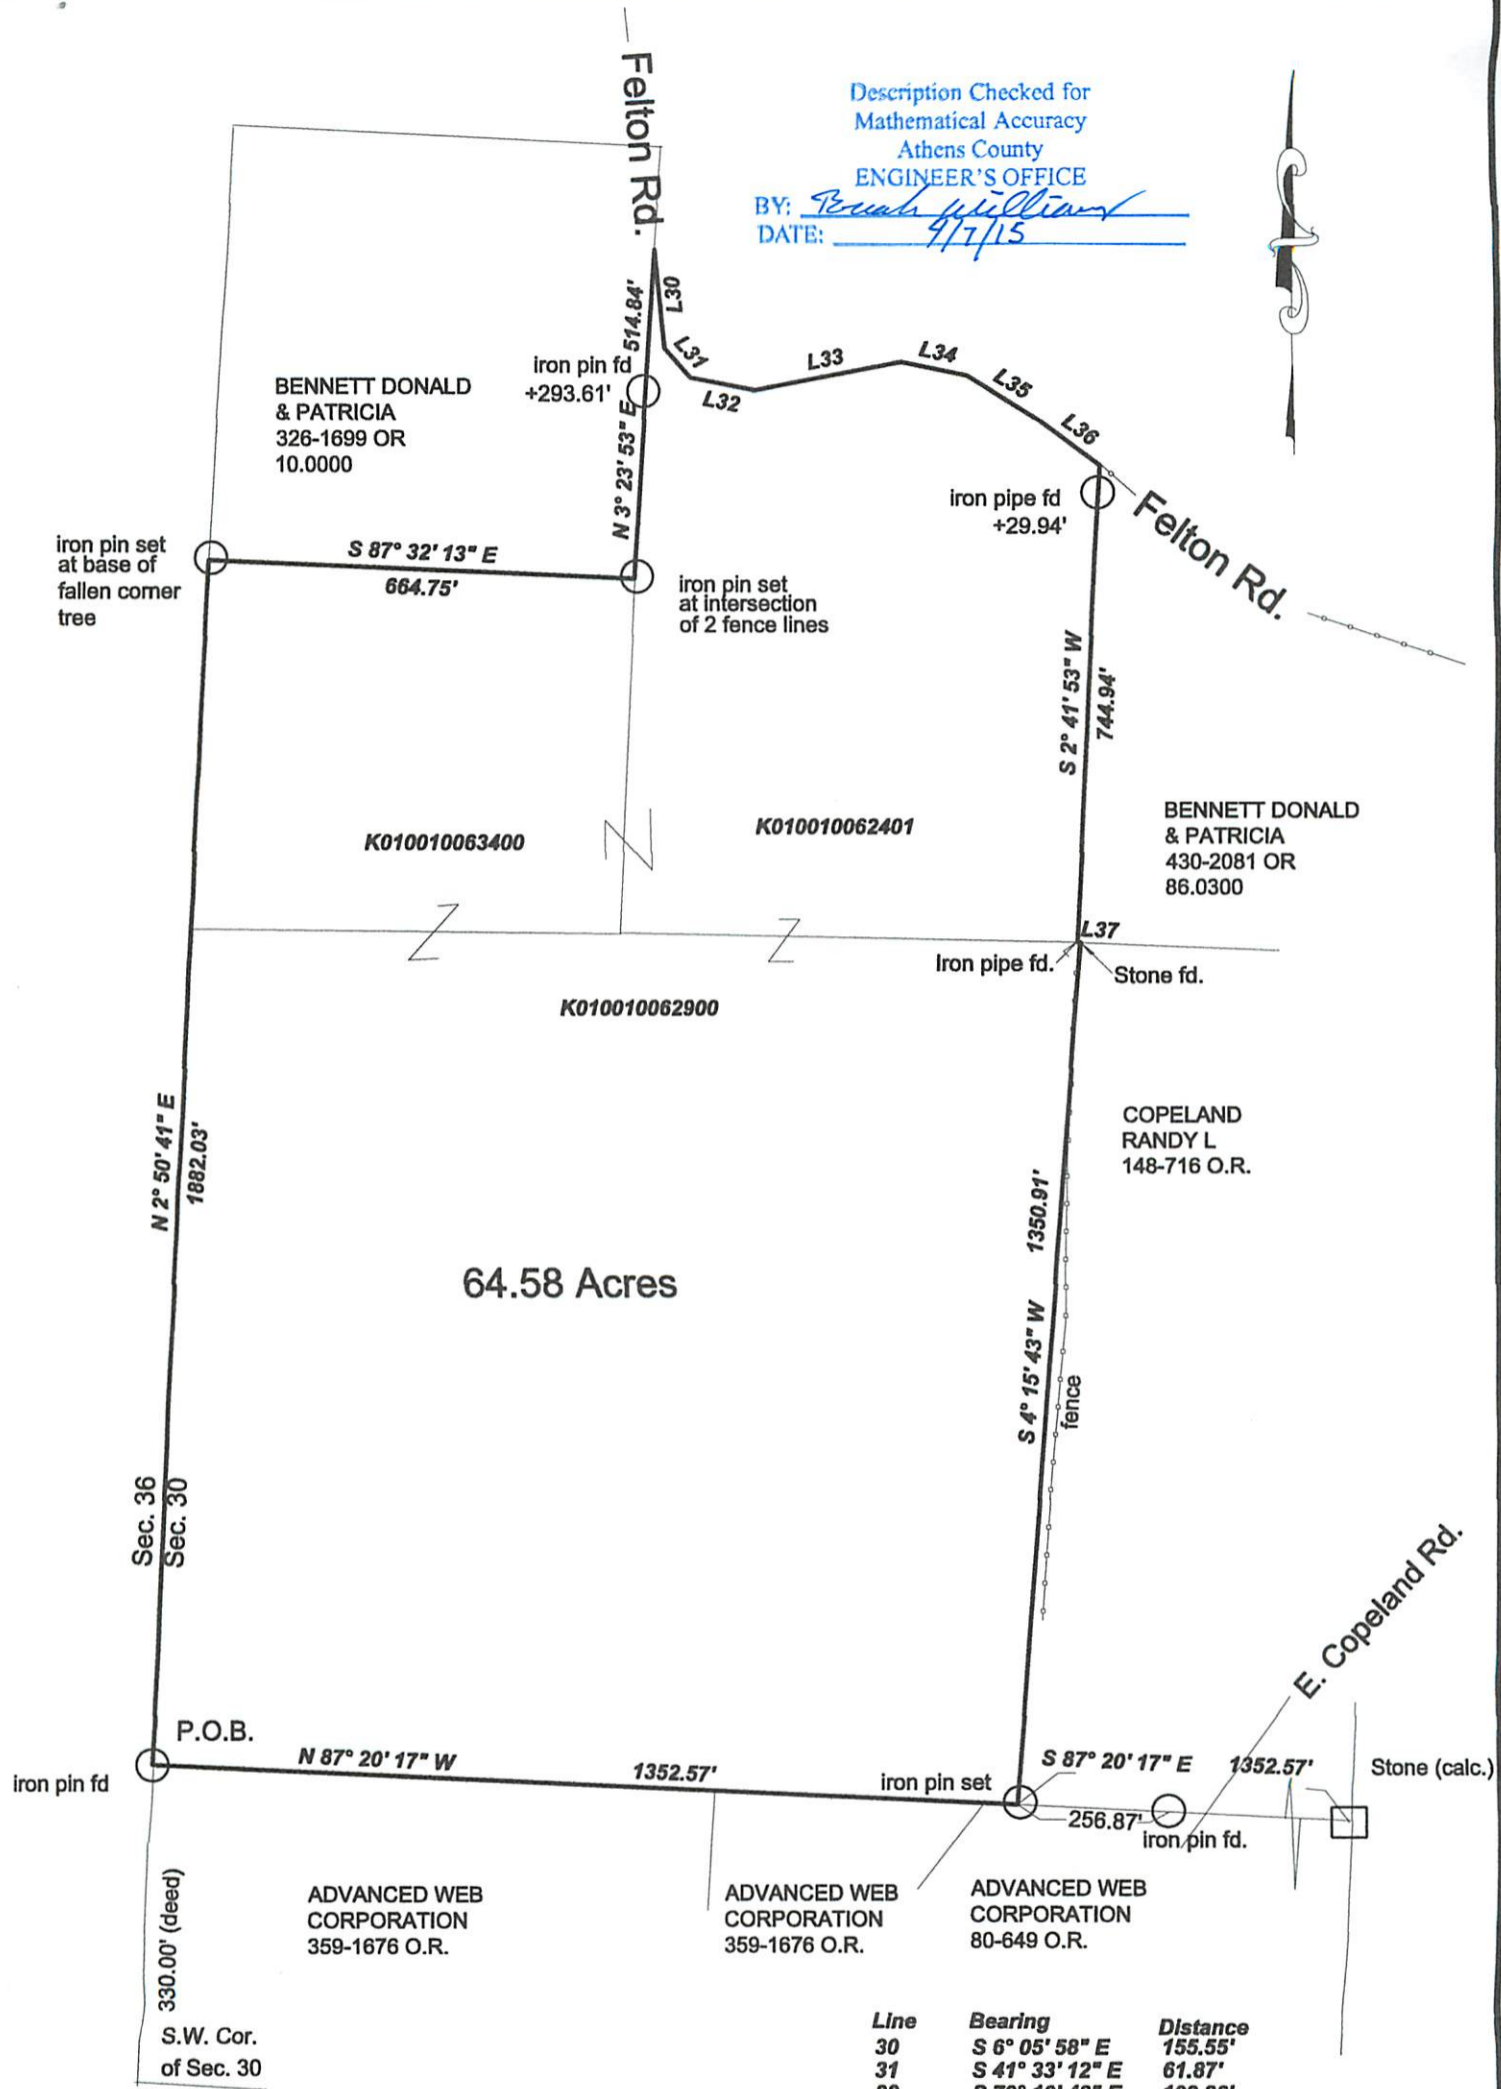 Felton Rd.
Description Checked for
Mathematical Accuracy
Athens County
ENGINEER'S OFFICE
BY:
DATE: 9/7/15
L30
514.84'
N 3° 23' 53" E
iron pin fd
+293.61'
L31
L32
L33
L34
L35
L36
BENNETT DONALD
& PATRICIA
326-1699 OR
10.0000
iron pipe fd
+29.94'
Felton Rd.
iron pin set
at base of
fallen corner
tree
S 87° 32' 13" E
664.75'
iron pin set
at intersection
of 2 fence lines
S 2° 41' 53" W
744.94'
K010010063400
K010010062401
BENNETT DONALD
& PATRICIA
430-2081 OR
86.0300
L37
Iron pipe fd.
Stone fd.
K010010062900
N 2° 50' 41" E
1882.03'
COPELAND
RANDY L
148-716 O.R.
S 4° 15' 43" W 1350.91'
fence
64.58 Acres
Sec. 36
Sec. 30
E. Copeland Rd.
P.O.B.
iron pin fd
N 87° 20' 17" W 1352.57'
iron pin set
S 87° 20' 17" E 1352.57'
Stone (calc.)
256.87'
iron pin fd.
330.00' (deed)
ADVANCED WEB
CORPORATION
359-1676 O.R.
ADVANCED WEB
CORPORATION
359-1676 O.R.
ADVANCED WEB
CORPORATION
80-649 O.R.
S.W. Cor.
of Sec. 30
Line Bearing Distance
30 S 6° 05' 58" E 155.55'
31 S 41° 33' 12" E 61.87'